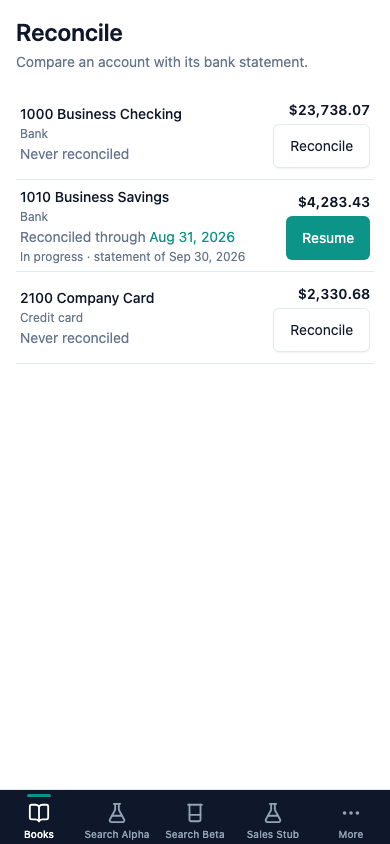 Reconcile
Compare an account with its bank statement.
1000 Business Checking
Bank
Never reconciled
$23,738.07
Reconcile
1010 Business Savings
Bank
Reconciled through Aug 31, 2026
In progress · statement of Sep 30, 2026
$4,283.43
Resume
2100 Company Card
Credit card
Never reconciled
$2,330.68
Reconcile
Books
Search Alpha
Search Beta
Sales Stub
More